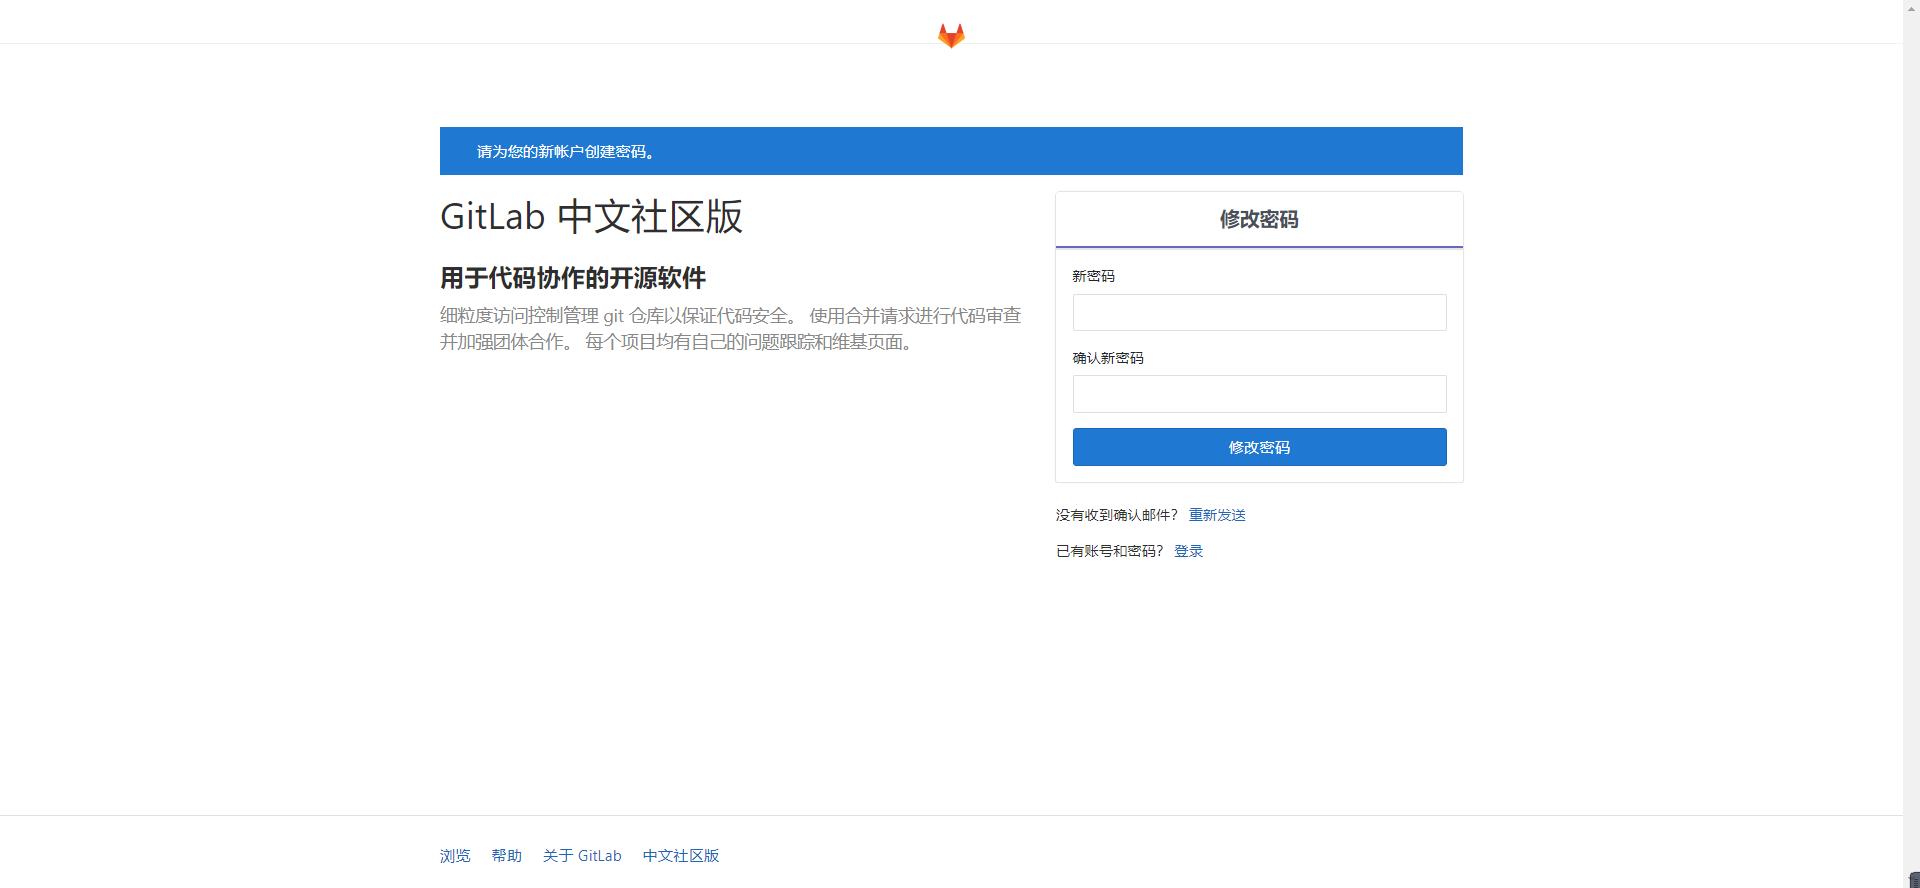 请为您的新帐户创建密码。
GitLab 中文社区版
用于代码协作的开源软件
细粒度访问控制管理 git 仓库以保证代码安全。 使用合并请求进行代码审查
并加强团体合作。 每个项目均有自己的问题跟踪和维基页面。
修改密码
新密码
确认新密码
修改密码
没有收到确认邮件? 重新发送
已有账号和密码? 登录
浏览 帮助 关于 GitLab 中文社区版